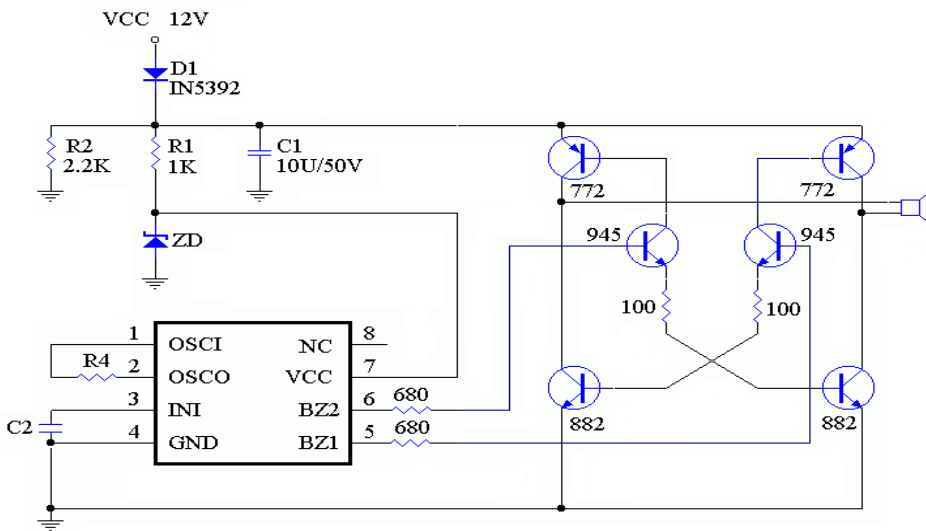 VCC 12V
D1
IN5392
R2
2.2K
R1
1K
C1
10U/50V
772
772
ZD
945
945
100
100
1
OSCI
NC
8
R4
2
OSCO
VCC
7
C2
3
INI
BZ2
6
680
4
GND
BZ1
5
680
882
882